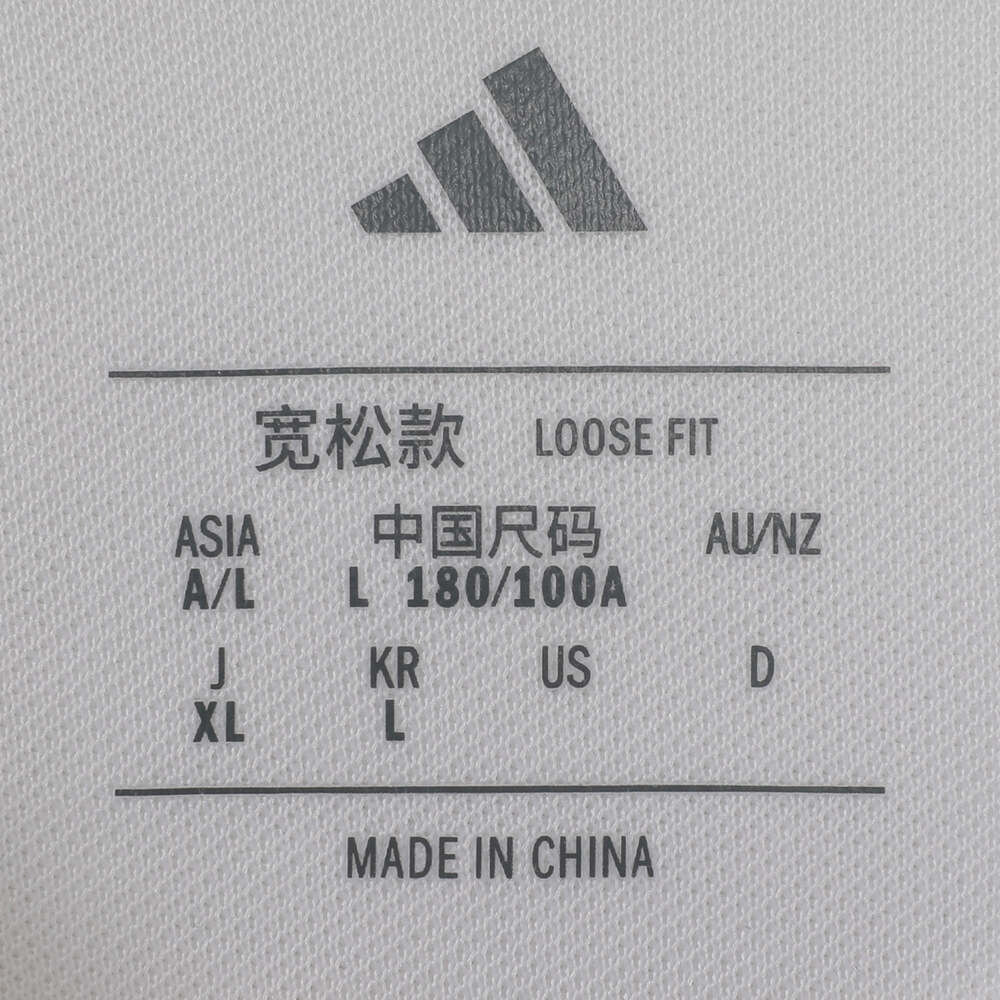 宽松款 LOOSE FIT
ASIA 中国尺码 AU/NZ
A/L L 180/100A
J KR US D
XL L
MADE IN CHINA